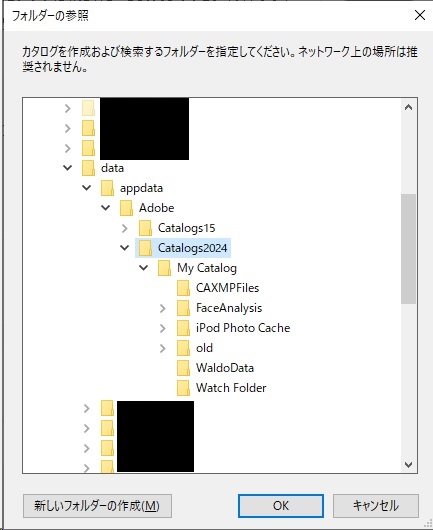 フォルダーの参照
カタログを作成および検索するフォルダーを指定してください。ネットワーク上の場所は推
奨されません。
data
appdata
Adobe
Catalogs15
Catalogs2024
My Catalog
CAXMPFiles
FaceAnalysis
iPod Photo Cache
old
WaldoData
Watch Folder
新しいフォルダーの作成(M)
OK
キャンセル